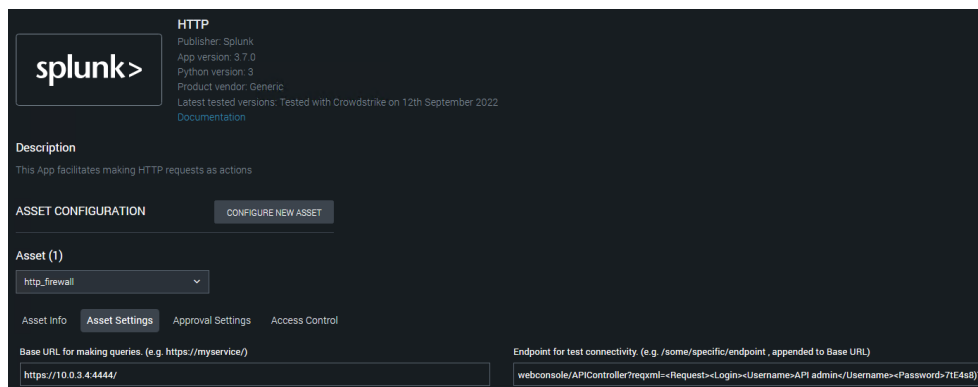 splunk>
HTTP
Publisher: Splunk
App version: 3.7.0
Python version: 3
Product vendor: Generic
Latest tested versions: Tested with Crowdstrike on 12th September 2022
Documentation
Description
This App facilitates making HTTP requests as actions
ASSET CONFIGURATION
CONFIGURE NEW ASSET
Asset (1)
http_firewall
Asset Info
Asset Settings
Approval Settings
Access Control
Base URL for making queries. (e.g. https://myservice/)
https://10.0.3.4:4444/
Endpoint for test connectivity. (e.g. /some/specific/endpoint , appended to Base URL)
webconsole/APIController?reqxml=<Request><Login><Username>API admin</Username><Password>7tE4s8)